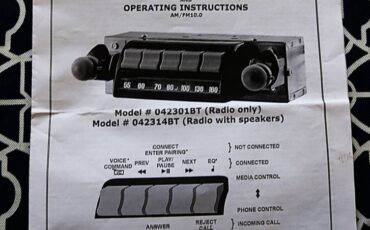 OPERATING INSTRUCTIONS
AM/FM10.0
55 60 70 80 100 130 160
Model # 042301BT (Radio only)
Model # 042314BT (Radio with speakers)
CONNECT
ENTER PAIRING*
NOT CONNECTED
VOICE*
COMMAND
PREV
PLAY/
PAUSE
NEXT
EQ*
CONNECTED
MEDIA CONTROL
PHONE CONTROL
ANSWER
REJECT
CALL
INCOMING CALL